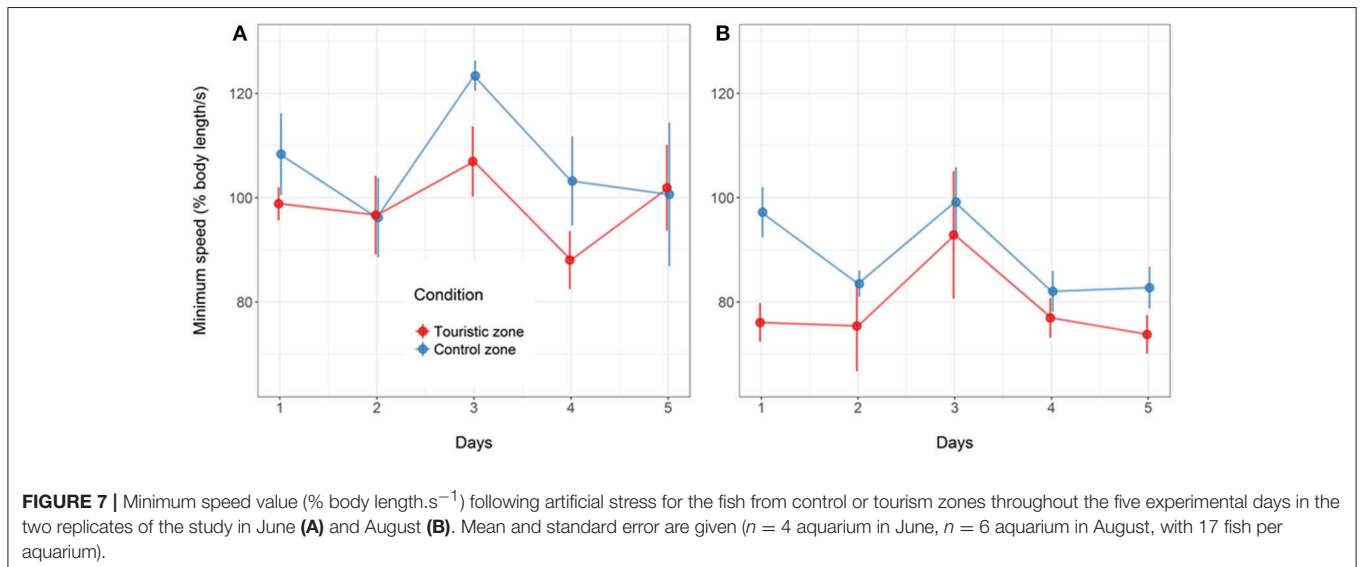 A
B
Minimum speed (% body length/s)
120
100
80
Condition
Touristic zone
Control zone
1 2 3 4 5
Days
120
100
80
1 2 3 4 5
Days
FIGURE 7 | Minimum speed value (% body length.s−1) following artificial stress for the fish from control or tourism zones throughout the five experimental days in the
two replicates of the study in June (A) and August (B). Mean and standard error are given (n = 4 aquarium in June, n = 6 aquarium in August, with 17 fish per
aquarium).